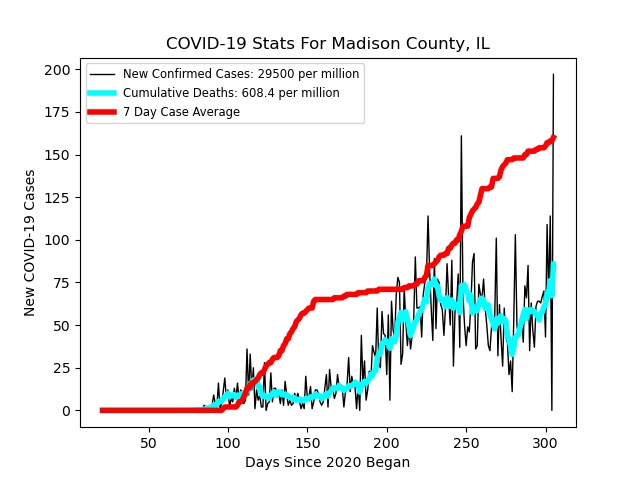 COVID-19 Stats For Madison County, IL
New Confirmed Cases: 29500 per million
Cumulative Deaths: 608.4 per million
7 Day Case Average
200
175
150
125
100
75
50
25
0
New COVID-19 Cases
50
100
150
200
250
300
Days Since 2020 Began